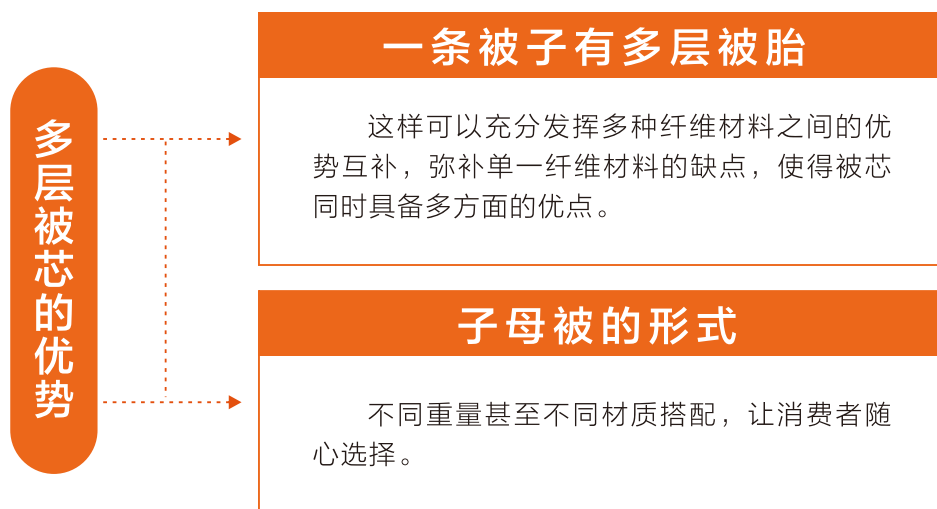 多层被芯的优势
一条被子有多层被胎
这样可以充分发挥多种纤维材料之间的优
势互补，弥补单一纤维材料的缺点，使得被芯
同时具备多方面的优点。
子母被的形式
不同重量甚至不同材质搭配，让消费者随
心选择。